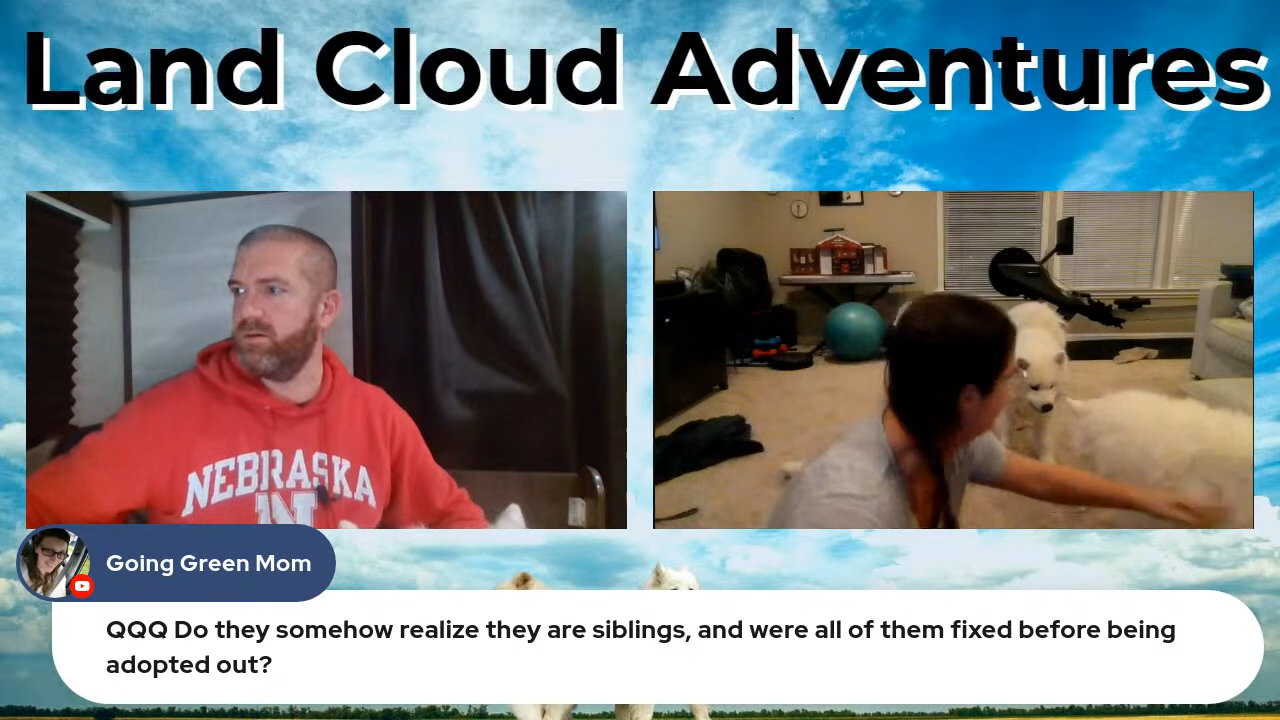 Land Cloud Adventures
NEBRASKA
N
Going Green Mom
QQQ Do they somehow realize they are siblings, and were all of them fixed before being
adopted out?